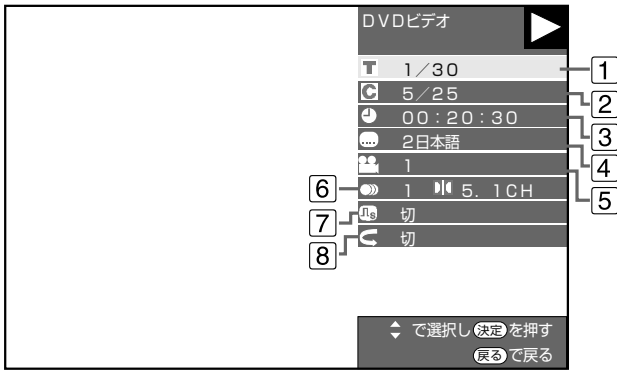 DVDビデオ
T 1/30 1
C 5/25 2
00:20:30 3
2日本語 4
1 5
6 1 5.1CH
7 切
8 切
で選択し 決定 を押す
戻る で戻る